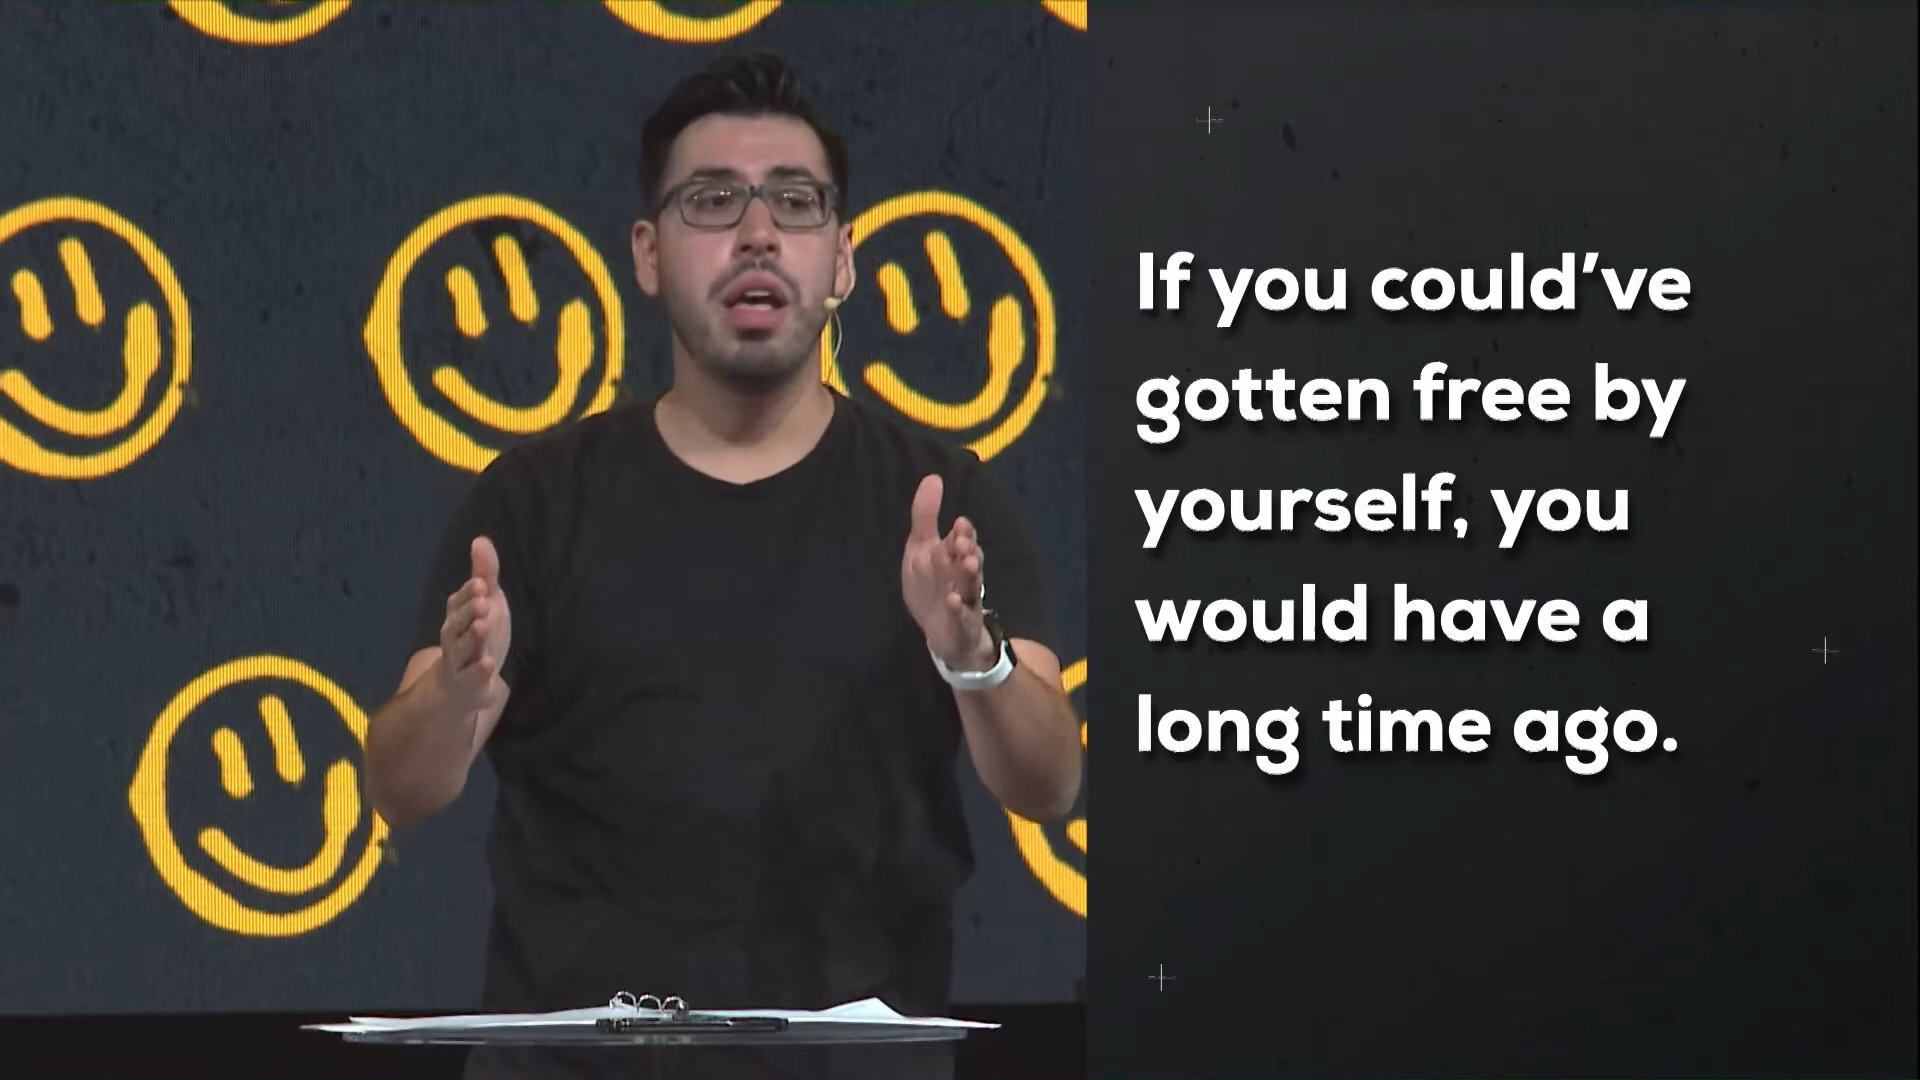 If you could've
gotten free by
yourself, you
would have a
long time ago.